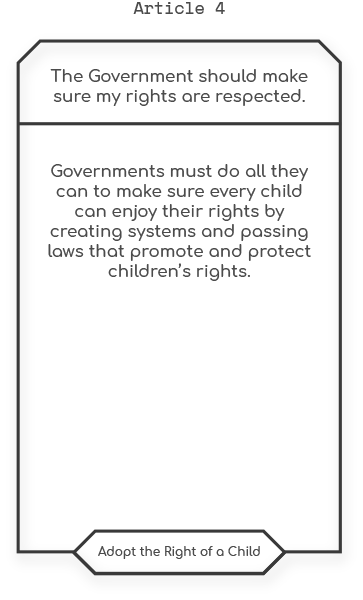 Article 4
The Government should make
sure my rights are respected.
Governments must do all they
can to make sure every child
can enjoy their rights by
creating systems and passing
laws that promote and protect
children’s rights.
Adopt the Right of a Child